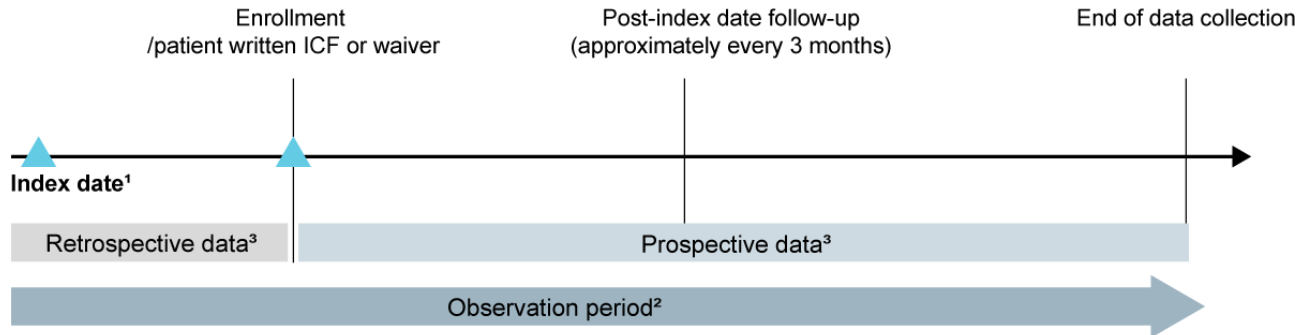 Enrollment
/patient written ICF or waiver
Post-index date follow-up
(approximately every 3 months)
End of data collection
Index date¹
Retrospective data³
Prospective data³
Observation period²